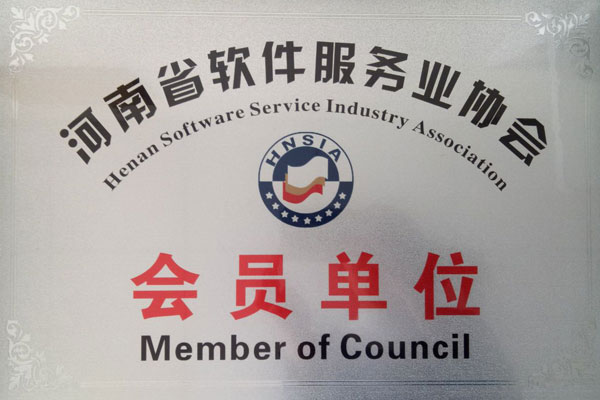 河南省软件服务业协会
Henan Software Service Industry Association
HNSIA
会员单位
Member of Council